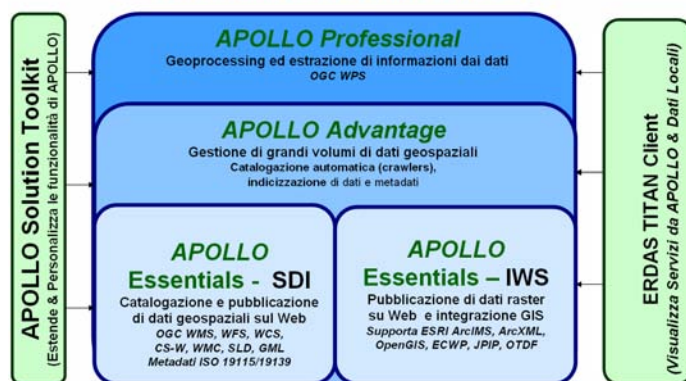 APOLLO Solution Toolkit
(Estende & Personalizza le funzionalità di APOLLO)
APOLLO Professional
Geoprocessing ed estrazione di informazioni dai dati
OGC WPS
APOLLO Advantage
Gestione di grandi volumi di dati geospaziali
Catalogazione automatica (crawlers),
indicizzazione di dati e metadati
APOLLO
Essentials - SDI
Catalogazione e pubblicazione
di dati geospaziali sul Web
OGC WMS, WFS, WCS,
CS-W, WMC, SLD, GML
Metadati ISO 19115/19139
APOLLO
Essentials – IWS
Pubblicazione di dati raster
su Web e integrazione GIS
Supporta ESRI ArcIMS, ArcXML,
OpenGIS, ECWP, JPIP, OTDF
ERDAS TITAN Client
(Visualizza Servizi da APOLLO & Dati Locali)